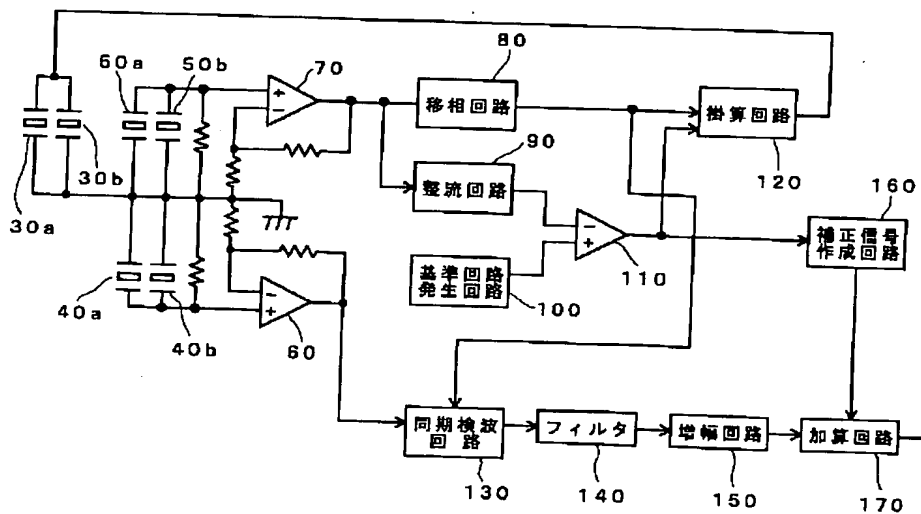 80
70
60a
50b
移相回路
掛算回路
90
30b
整流回路
120
30a
160
補正信号
作成回路
基準回路
発生回路
110
100
40a
40b
60
同期検波
回路
フィルタ
増幅回路
加算回路
130
140
150
170